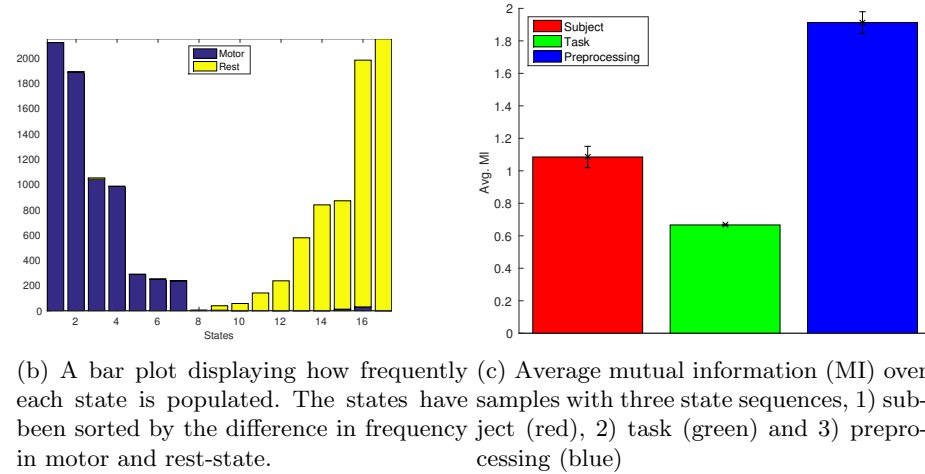 Motor
Rest
2000
1800
1600
1400
1200
1000
800
600
400
200
0
2 4 6 8 10 12 14 16
States
Subject
Task
Preprocessing
2
1.8
1.6
1.4
1.2
1
0.8
0.6
0.4
0.2
0
Avg. MI
(b) A bar plot displaying how frequently
each state is populated. The states have
been sorted by the difference in frequency
in motor and rest-state.
(c) Average mutual information (MI) over
samples with three state sequences, 1) sub-
ject (red), 2) task (green) and 3) prepro-
cessing (blue)